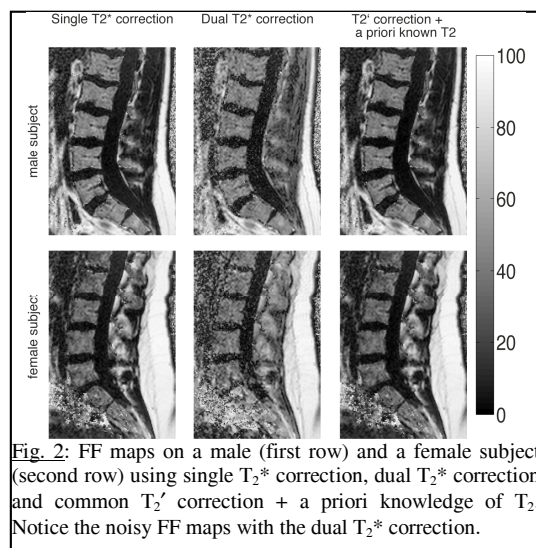 Single T2* correction
Dual T2* correction
T2' correction +
a priori known T2
male subject
female subjec:
100
80
60
40
20
0
Fig. 2: FF maps on a male (first row) and a female subject
(second row) using single T₂* correction, dual T₂* correction
and common T₂′ correction + a priori knowledge of T₂.
Notice the noisy FF maps with the dual T₂* correction.